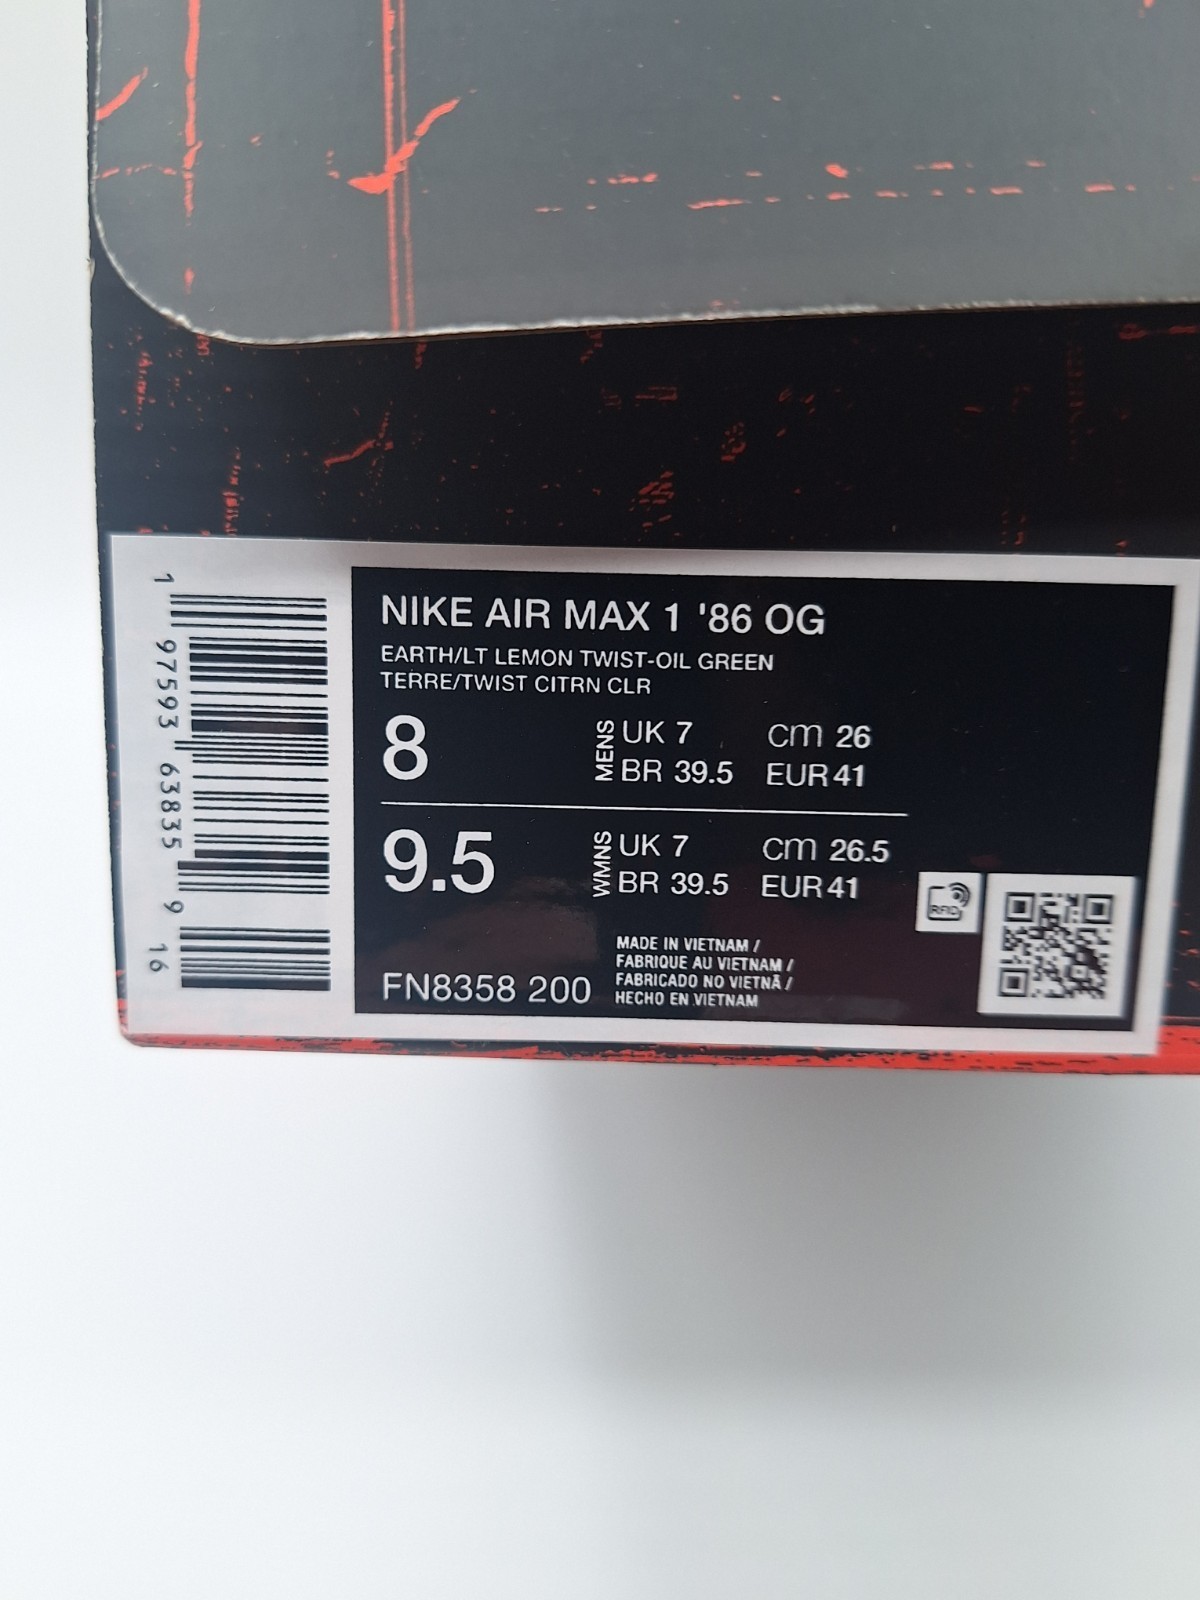 NIKE AIR MAX 1 '86 OG
EARTH/LT LEMON TWIST-OIL GREEN
TERRE/TWIST CITRN CLR
8
MENS
UK 7 cm 26
BR 39.5 EUR 41
9.5
WMNS
UK 7 cm 26.5
BR 39.5 EUR 41
RFID
FN8358 200
MADE IN VIETNAM /
FABRIQUE AU VIETNAM /
FABRICADO NO VIETNÃ /
HECHO EN VIETNAM
1 97593 63835 9 16